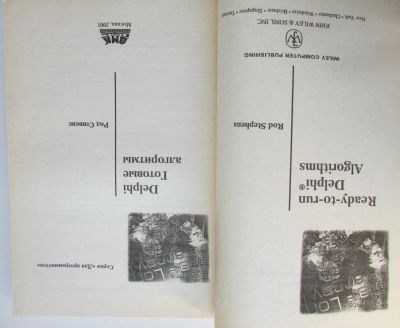 Серия «Для программистов»
Delphi
Готовые
алгоритмы
Род Стивенс
ДМК
Москва, 2001
Ready-to-run
Delphi®
Algorithms
Rod Stephens
WILEY COMPUTER PUBLISHING
JOHN WILEY & SONS, INC.
New York • Chichester • Weinheim • Brisbane • Singapore • Toronto